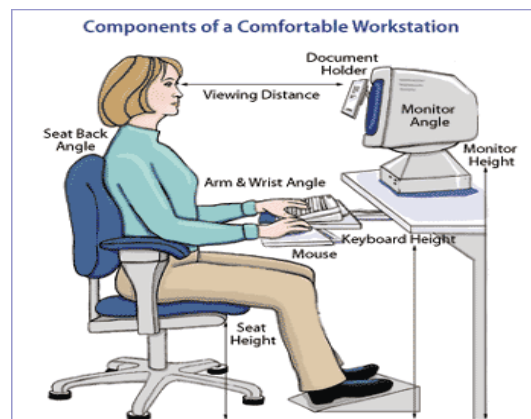 Components of a Comfortable Workstation
Document
Holder
Viewing Distance
Monitor
Angle
Seat Back
Angle
Monitor
Height
Arm & Wrist Angle
Keyboard Height
Mouse
Seat
Height